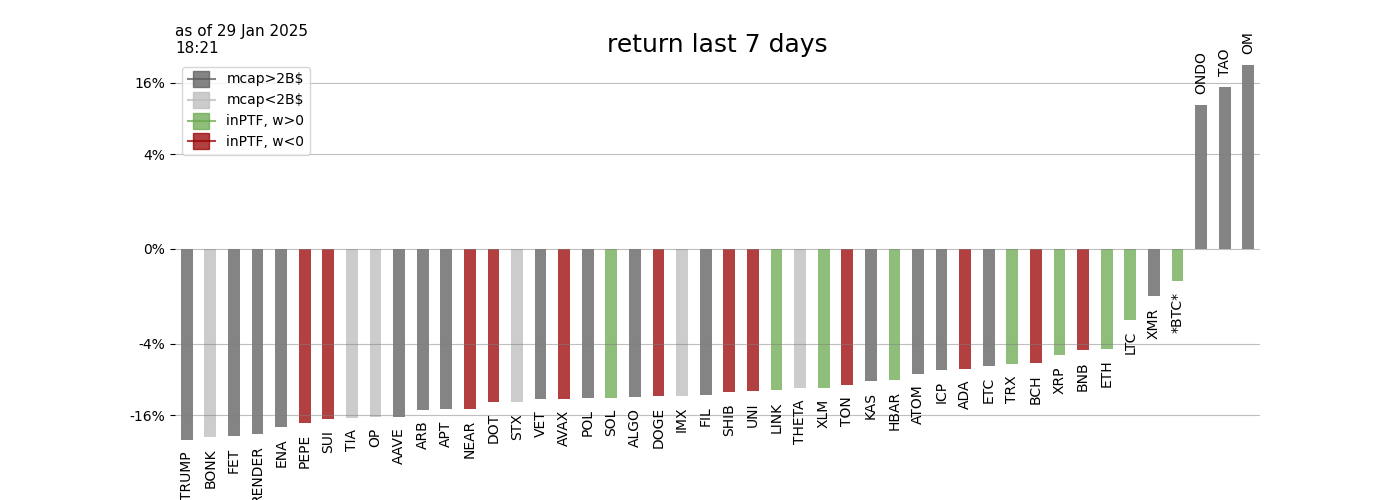 as of 29 Jan 2025
18:21
return last 7 days
mcap>2B$
mcap<2B$
inPTF, w>0
inPTF, w<0
16%
4%
0%
-4%
-16%
TRUMP
BONK
FET
RENDER
ENA
PEPE
SUI
TIA
OP
AAVE
ARB
APT
NEAR
DOT
STX
VET
AVAX
POL
SOL
ALGO
DOGE
IMX
FIL
SHIB
UNI
LINK
THETA
XLM
TON
KAS
HBAR
ATOM
ICP
ADA
ETC
TRX
BCH
XRP
BNB
ETH
LTC
XMR
*BTC*
ONDO
TAO
OM